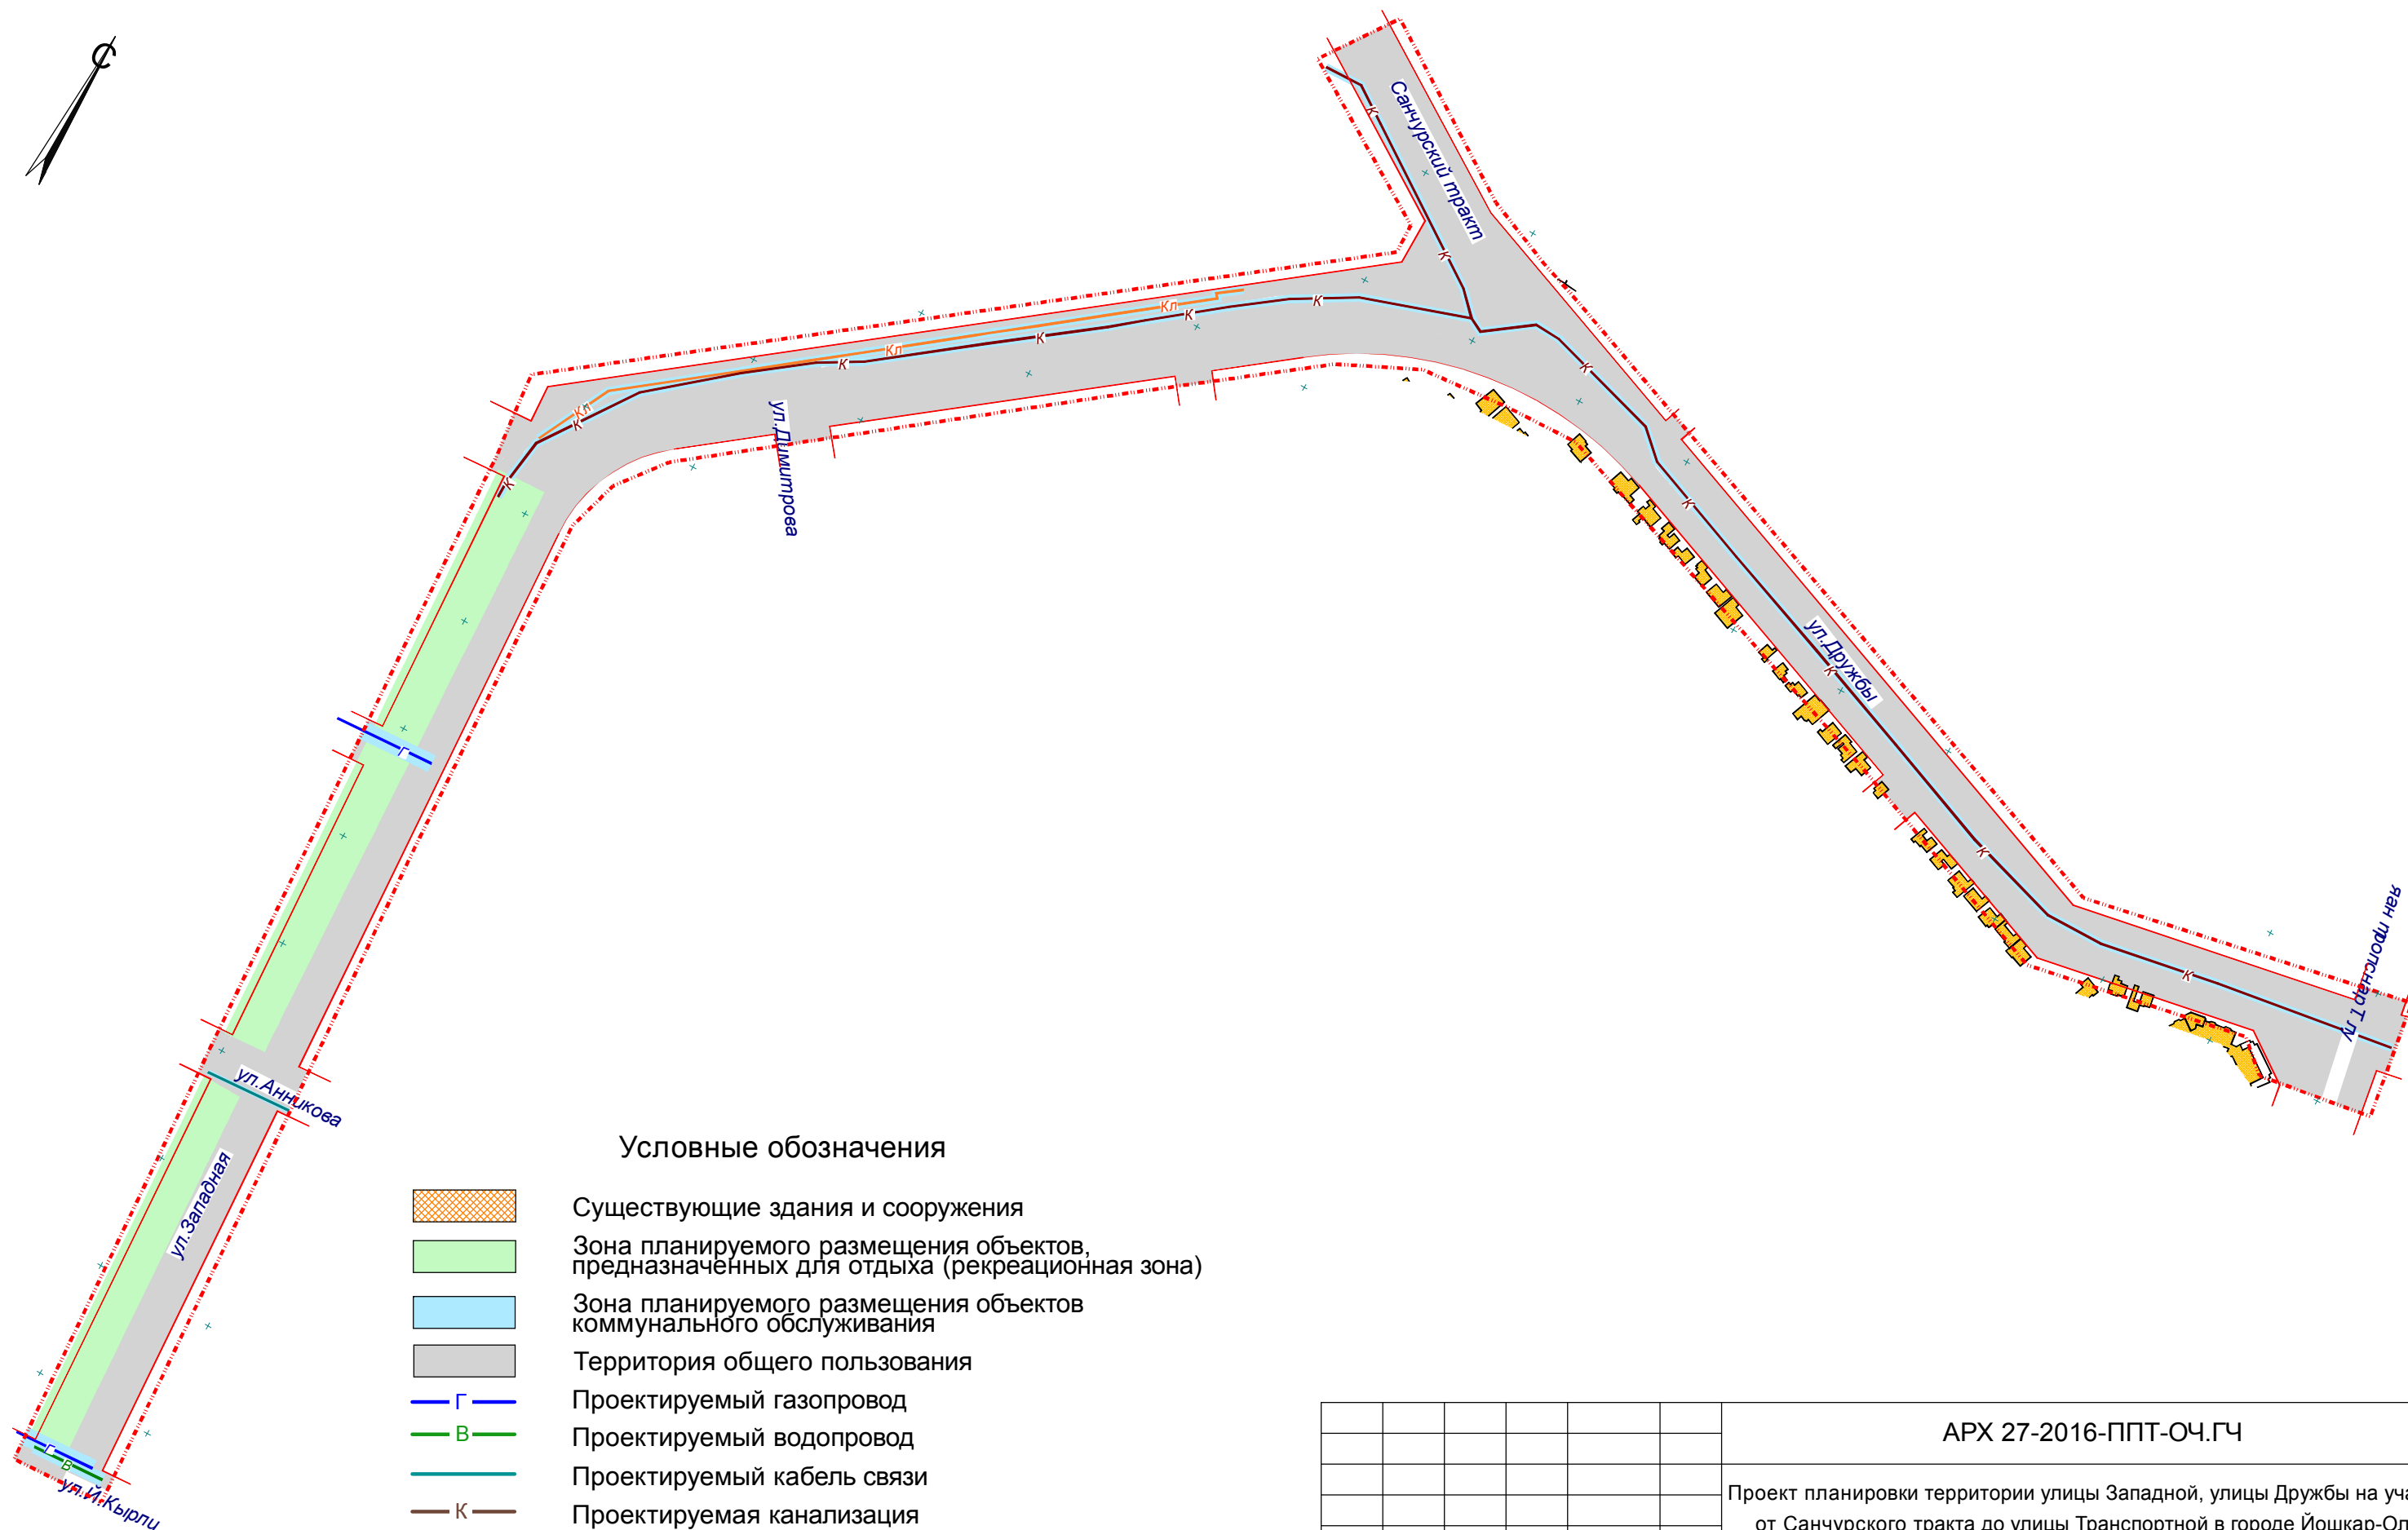 С
Санчурский тракт
К
К
Кл
К
К
К
Кл
К
К
Кл
К
К
К
ул.Димитрова
ул.Дружбы
К
Г
К
К
ул.Анникова
ул.Западная
Г
В
ул.Й.Кырли
Условные обозначения
Существующие здания и сооружения
Зона планируемого размещения объектов,
предназначенных для отдыха (рекреационная зона)
Зона планируемого размещения объектов
коммунального обслуживания
Территория общего пользования
Г Проектируемый газопровод
В Проектируемый водопровод
Проектируемый кабель связи
К Проектируемая канализация
АРХ 27-2016-ППТ-ОЧ.ГЧ
Проект планировки территории улицы Западной, улицы Дружбы на уча
от Санчурского тракта до улицы Транспортной в городе Йошкар-Ол